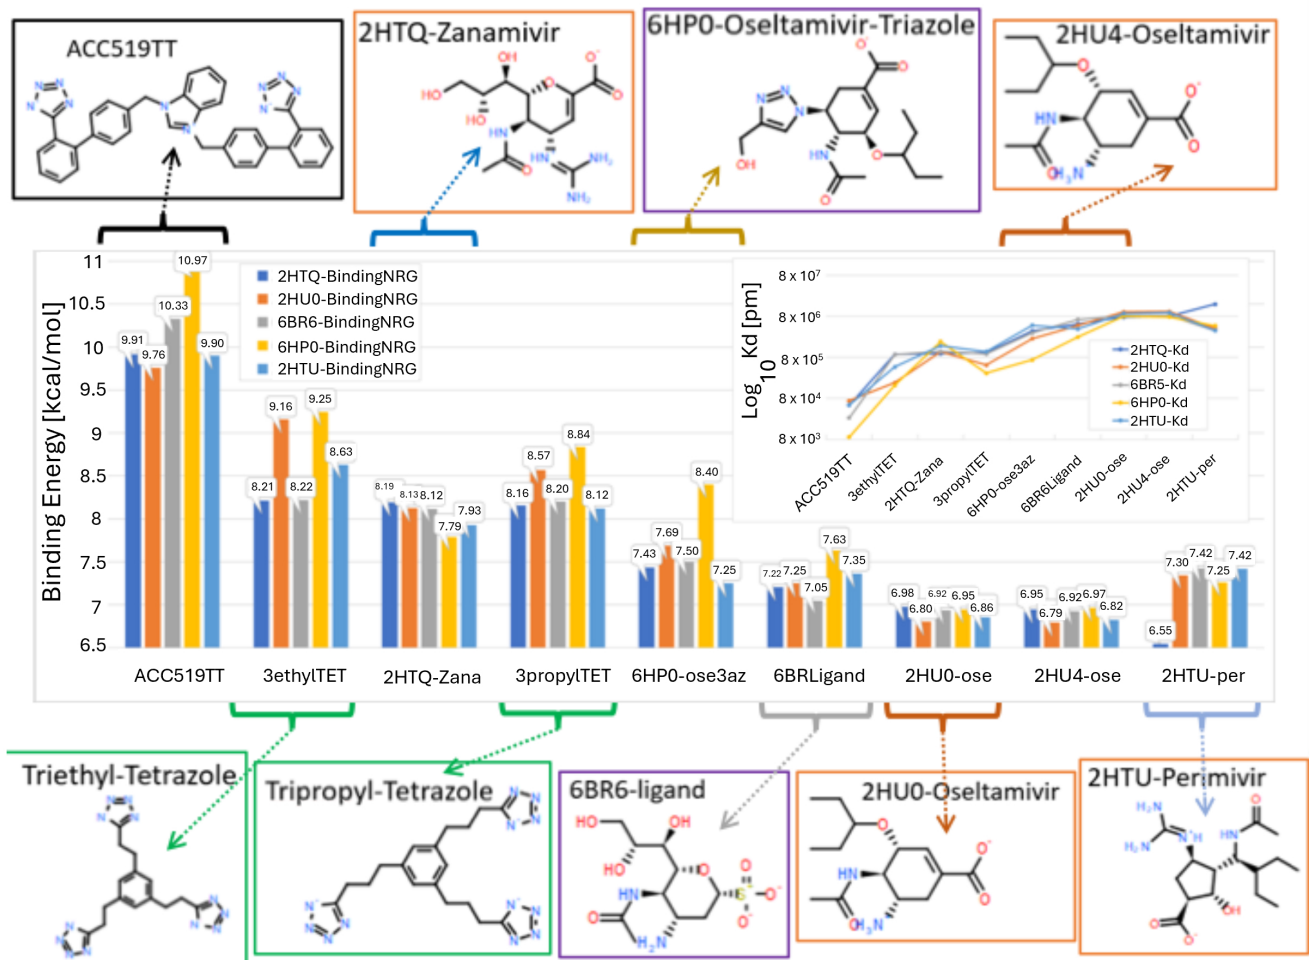 ACC519TT
2HTQ-Zanamivir
6HP0-Oseltamivir-Triazole
2HU4-Oseltamivir
Binding Energy [kcal/mol]
11
10.5
10
9.5
9
8.5
8
7.5
7
6.5
2HTQ-BindingNRG
2HU0-BindingNRG
6BR6-BindingNRG
6HP0-BindingNRG
2HTU-BindingNRG
9.91
9.76
10.33
10.97
9.90
8.21
9.16
8.22
9.25
8.63
8.19
8.13
8.12
7.79
7.93
8.16
8.57
8.20
8.84
8.12
7.43
7.69
7.50
8.40
7.25
7.22
7.25
7.05
7.63
7.35
6.98
6.80
6.92
6.95
6.86
6.95
6.79
6.92
6.97
6.82
6.55
7.30
7.42
7.25
7.42
ACC519TT
3ethylTET
2HTQ-Zana
3propylTET
6HP0-ose3az
6BRLigand
2HU0-ose
2HU4-ose
2HTU-per
Log10 Kd [pm]
8 x 10⁷
8 x 10⁶
8 x 10⁵
8 x 10⁴
8 x 10³
2HTQ-Kd
2HU0-Kd
6BR5-Kd
6HP0-Kd
2HTU-Kd
ACC519TT
3ethylTET
2HTQ-Zana
3propylTET
6HP0-ose3az
6BR6Ligand
2HU0-ose
2HU4-ose
2HTU-per
Triethyl-Tetrazole
Tripropyl-Tetrazole
6BR6-ligand
2HU0-Oseltamivir
2HTU-Perimivir